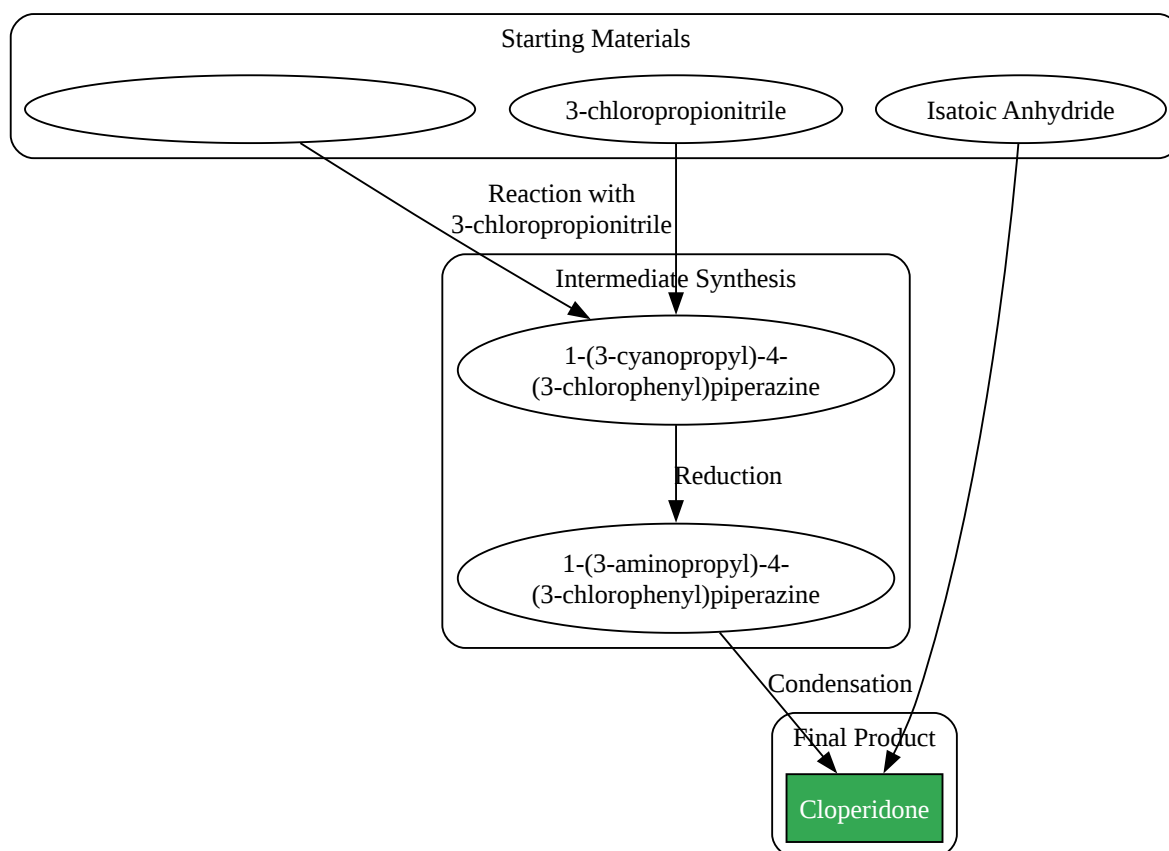 Starting Materials
3-chloropropionitrile
Isatoic Anhydride
Reaction with
3-chloropropionitrile
Intermediate Synthesis
1-(3-cyanopropyl)-4-
(3-chlorophenyl)piperazine
Reduction
1-(3-aminopropyl)-4-
(3-chlorophenyl)piperazine
Condensation
Final Product
Cloperidone